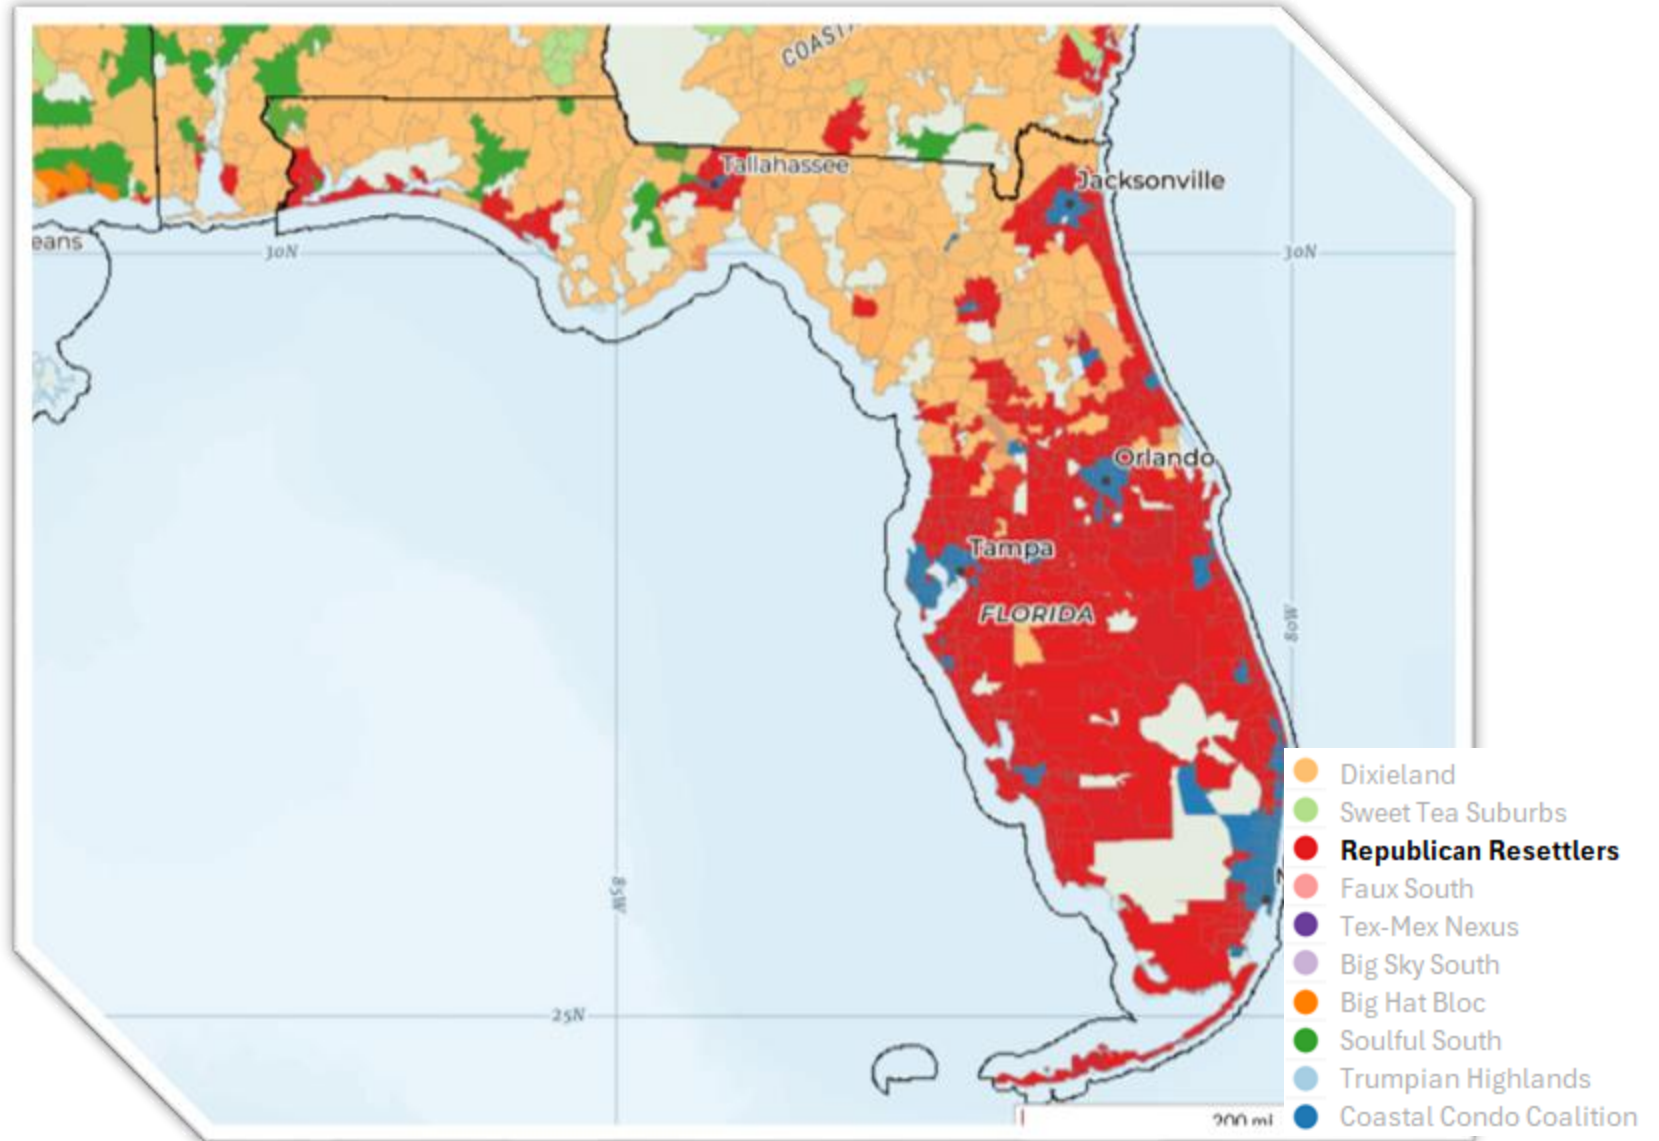 COAST
Tallahassee
Jacksonville
eans
30N
30N
Orlando
Tampa
FLORIDA
80W
85W
25N
200 mi
Dixieland
Sweet Tea Suburbs
Republican Resettlers
Faux South
Tex-Mex Nexus
Big Sky South
Big Hat Bloc
Soulful South
Trumpian Highlands
Coastal Condo Coalition